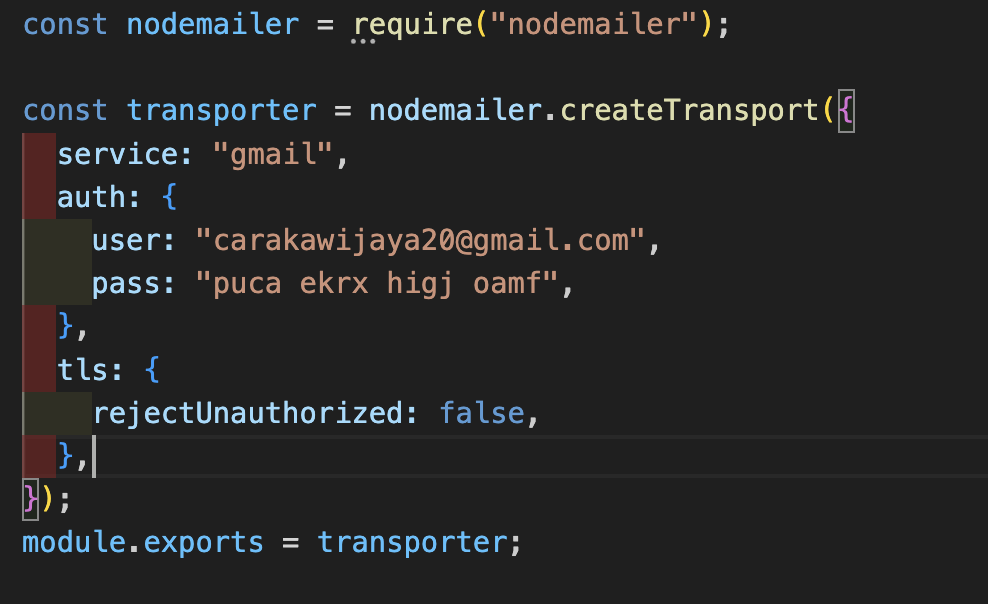 const nodemailer = require("nodemailer");

const transporter = nodemailer.createTransport({
  service: "gmail",
  auth: {
    user: "carakawijaya20@gmail.com",
    pass: "puca ekrx higj oamf",
  },
  tls: {
    rejectUnauthorized: false,
  },
});
module.exports = transporter;